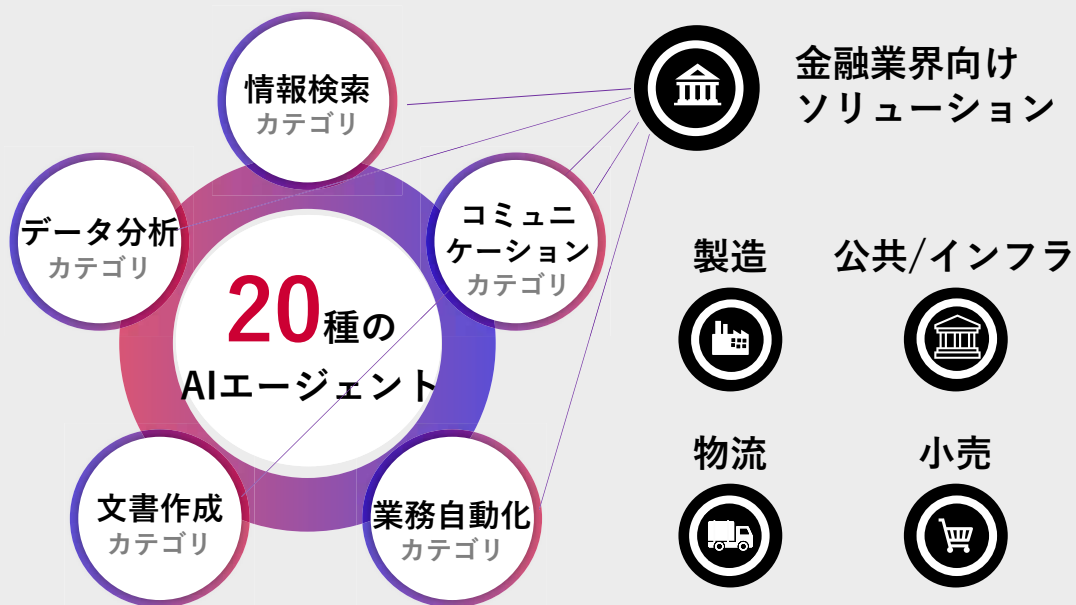 情報検索
カテゴリ
データ分析
カテゴリ
コミュニ
ケーション
カテゴリ
20種の
AIエージェント
文書作成
カテゴリ
業務自動化
カテゴリ
金融業界向け
ソリューション
製造
公共/インフラ
物流
小売